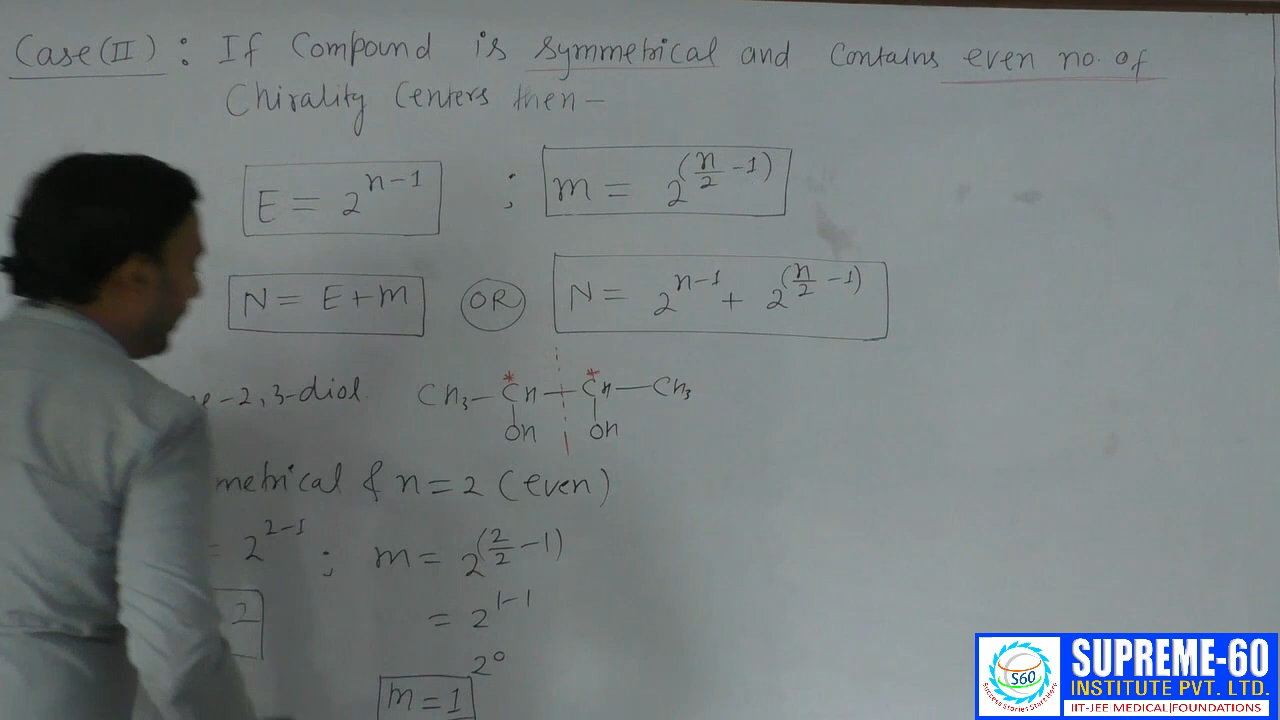 Case(II) : If Compound is symmetrical and Contains even no. of
Chirality Centers then –
E = 2^(n-1) ; m = 2^(n/2 - 1)
N = E + m OR N = 2^(n-1) + 2^(n/2 - 1)
-2,3-diol. CH3 – *CH – *CH – CH3
OH OH
metrical & n = 2 (even)
= 2^(2-1) ; m = 2^(2/2 - 1)
2 = 2^(1-1)
2^0
m = 1
S60
SUPREME-60
INSTITUTE PVT. LTD.
IIT-JEE MEDICAL|FOUNDATIONS